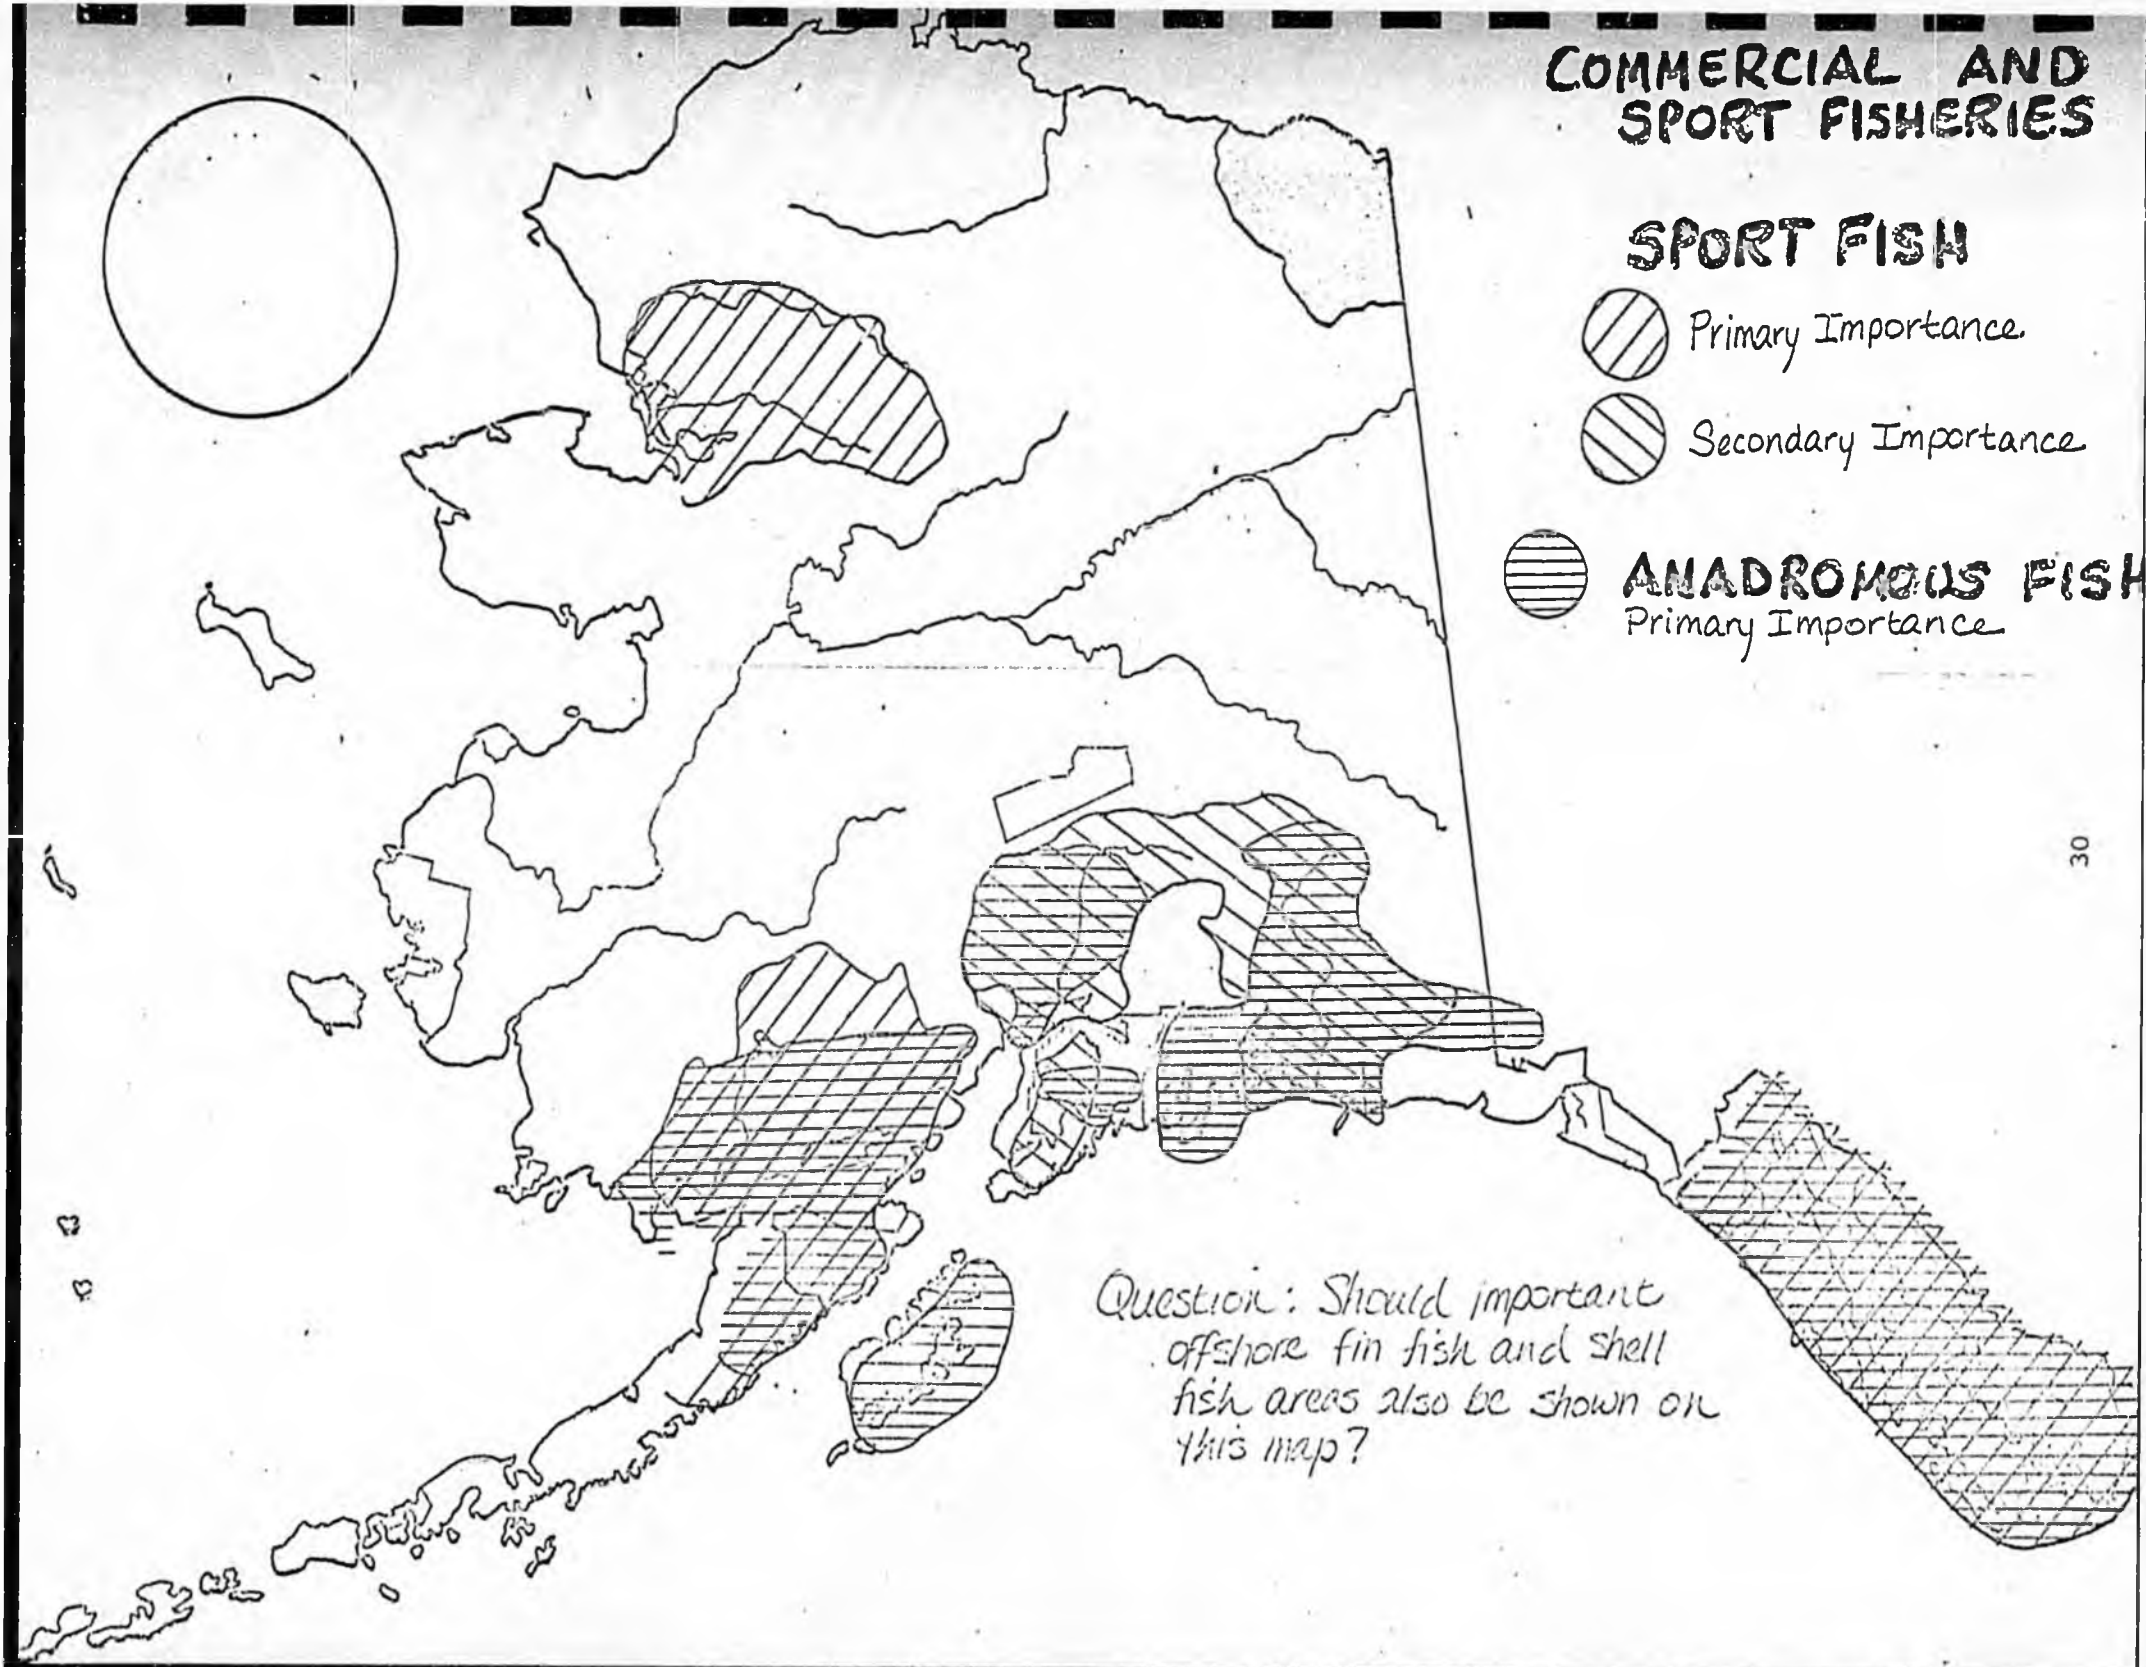 COMMERCIAL AND
SPORT FISHERIES
SPORT FISH
Primary Importance.
Secondary Importance
ANADROMOUS FISH
Primary Importance
30
Question: Should important
offshore fin fish and shell
fish areas also be shown on
this map?